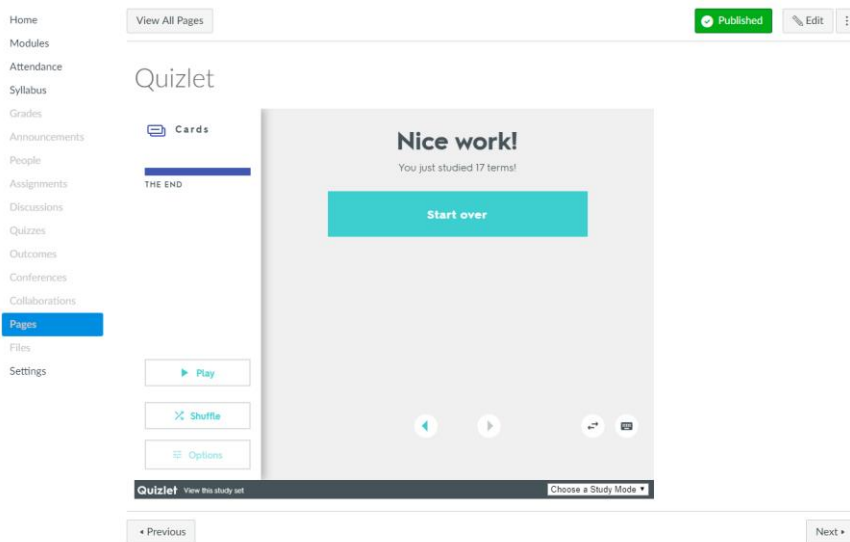 Home
Modules
Attendance
Syllabus
Grades
Announcements
People
Assignments
Discussions
Quizzes
Outcomes
Conferences
Collaborations
Pages
Files
Settings
View All Pages
Published
Edit
Quizlet
Cards
THE END
Play
Shuffle
Options
Nice work!
You just studied 17 terms!
Start over
Quizlet View this study set
Choose a Study Mode
Previous
Next